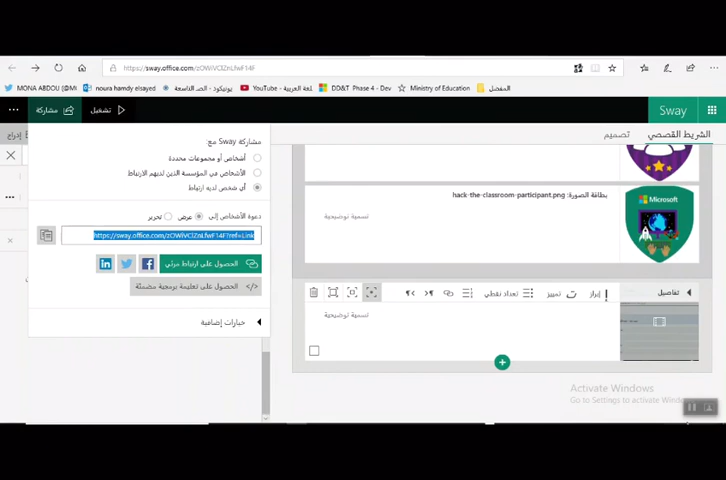 https://sway.office.com/zOWiVClZnLfwF14F
MONA ABDOU (@M
noura hamdy elsayed
يونيكود - الصف التاسعة
YouTube - لغة العربية
DD&T Phase 4 - Dev
Ministry of Education
المفضل
Sway
تشغيل
مشاركة
الشريط القصصي
تصميم
إدراج
مشاركة Sway مع:
أشخاص أو مجموعات محددة
الأشخاص في المؤسسة الذين لديهم الارتباط
أي شخص لديه ارتباط
دعوة الأشخاص إلى
عرض
تحرير
https://sway.office.com/zOWiVClZnLfwF14F?ref=Link
الحصول على ارتباط مرئي
الحصول على تعليمة برمجية مضمنة
خيارات إضافية
بطاقة الصورة: hack-the-classroom-participant.png
تسمية توضيحية
Microsoft
تفاصيل
إبراز
تمييز
تعداد نقطي
تسمية توضيحية
Activate Windows
Go to Settings to activate Windo